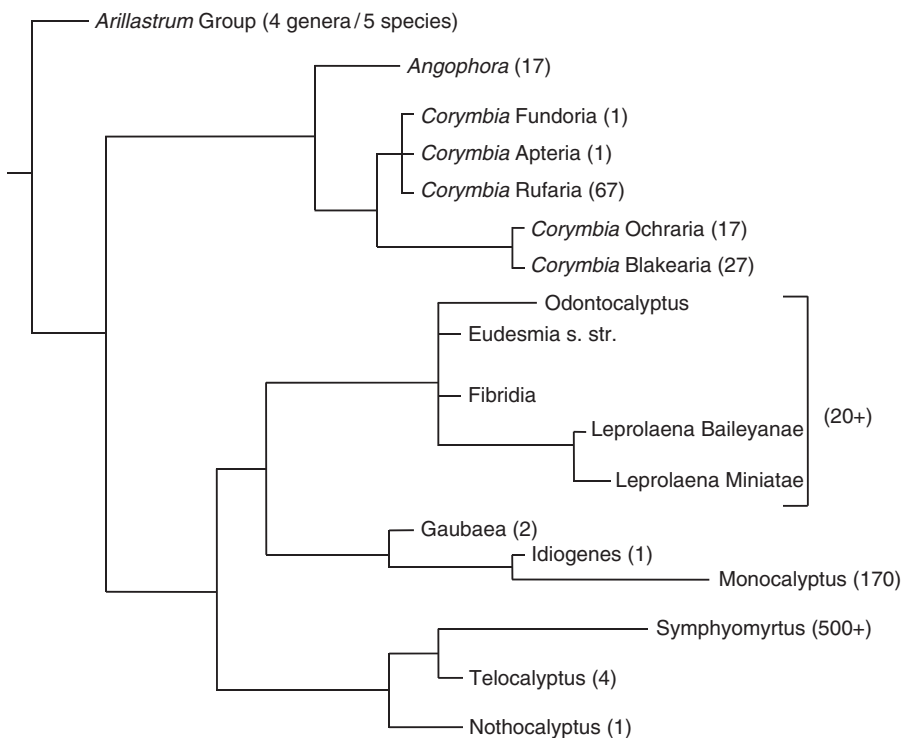 Arillastrum Group (4 genera/5 species)
Angophora (17)
Corymbia Fundoria (1)
Corymbia Apteria (1)
Corymbia Rufaria (67)
Corymbia Ochraria (17)
Corymbia Blakearia (27)
Odontocalyptus
Eudesmia s. str.
Fibridia
(20+)
Leprolaena Baileyanae
Leprolaena Miniatae
Gaubaea (2)
Idiogenes (1)
Monocalyptus (170)
Symphyomyrtus (500+)
Telocalyptus (4)
Nothocalyptus (1)